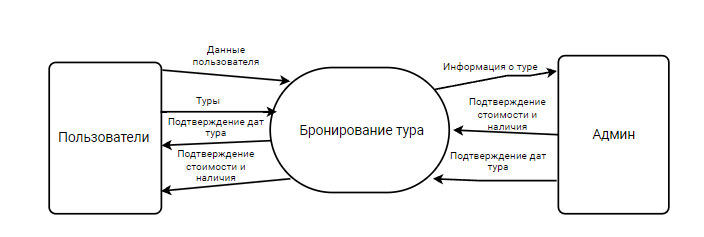 Пользователи
Данные
пользователя
Туры
Подтверждение дат
тура
Подтверждение
стоимости и
наличия
Бронирование тура
Информация о туре
Подтверждение
стоимости и
наличия
Подтверждение дат
тура
Админ